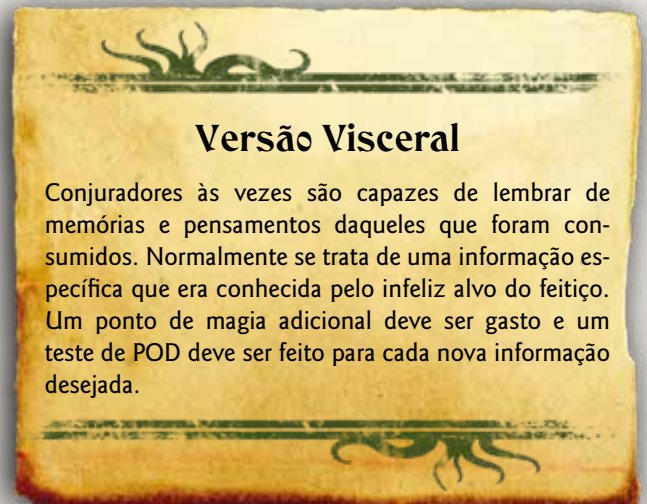 Versão Visceral
Conjuradores às vezes são capazes de lembrar de
memórias e pensamentos daqueles que foram con-
sumidos. Normalmente se trata de uma informação es-
pecífica que era conhecida pelo infeliz alvo do feitiço.
Um ponto de magia adicional deve ser gasto e um
teste de POD deve ser feito para cada nova informação
desejada.